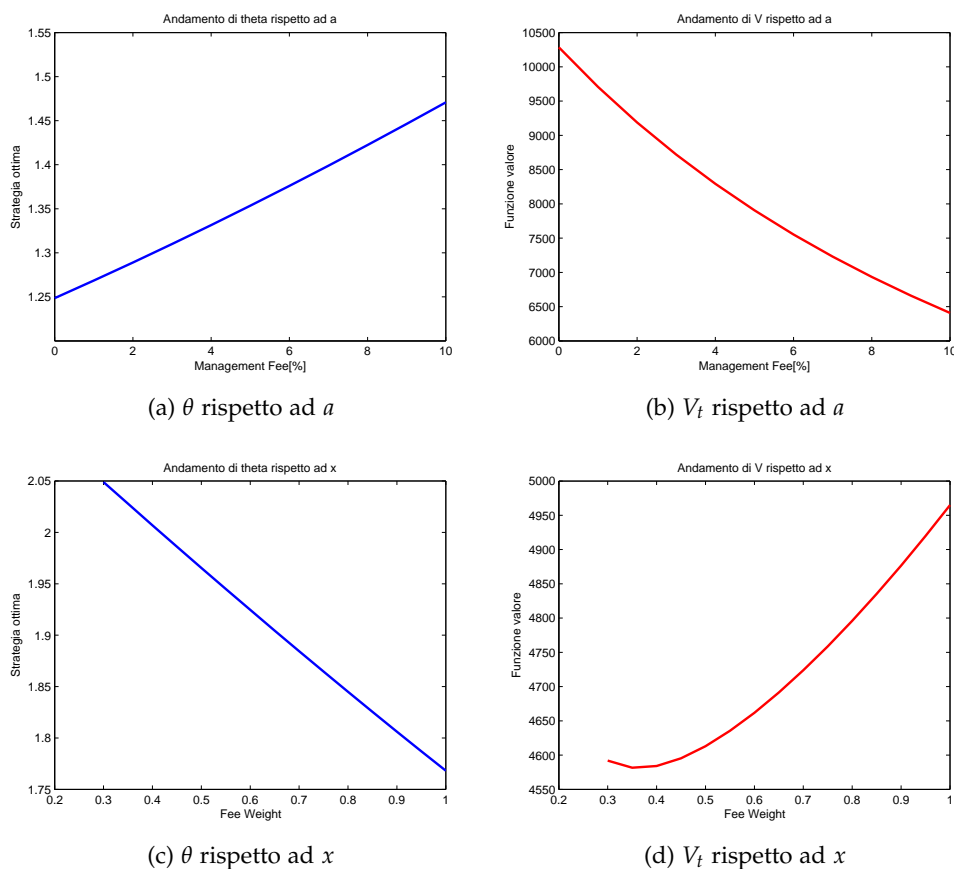 Andamento di theta rispetto ad a
1.55
1.5
1.45
1.4
1.35
1.3
1.25
Strategia ottima
0 2 4 6 8 10
Management Fee[%]
(a) θ rispetto ad a
Andamento di V rispetto ad a
10500
10000
9500
9000
8500
8000
7500
7000
6500
6000
Funzione valore
0 2 4 6 8 10
Management Fee[%]
(b) Vt rispetto ad a
Andamento di theta rispetto ad x
2.05
2
1.95
1.9
1.85
1.8
1.75
Strategia ottima
0.2 0.3 0.4 0.5 0.6 0.7 0.8 0.9 1
Fee Weight
(c) θ rispetto ad x
Andamento di V rispetto ad x
5000
4950
4900
4850
4800
4750
4700
4650
4600
4550
Funzione valore
0.2 0.3 0.4 0.5 0.6 0.7 0.8 0.9 1
Fee Weight
(d) Vt rispetto ad x